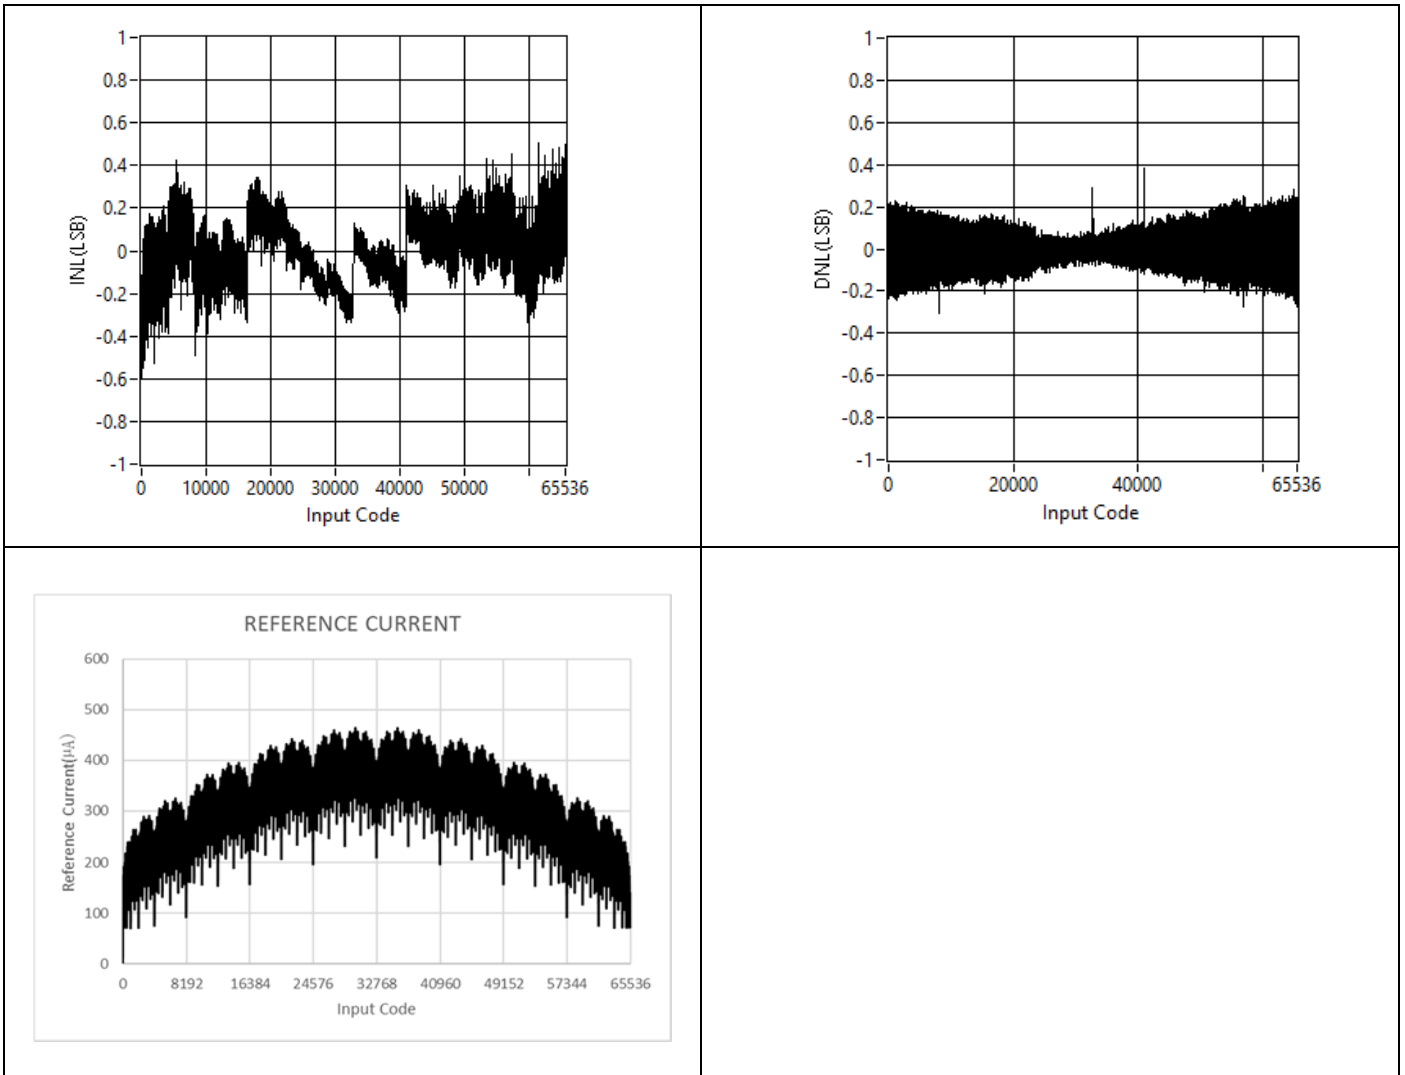 1
0.8
0.6
0.4
0.2
0
-0.2
-0.4
-0.6
-0.8
-1
INL(LSB)
0 10000 20000 30000 40000 50000 65536
Input Code
1
0.8
0.6
0.4
0.2
0
-0.2
-0.4
-0.6
-0.8
-1
DNL(LSB)
0 20000 40000 65536
Input Code
REFERENCE CURRENT
600
500
400
300
200
100
0
Reference Current(μA)
0 8192 16384 24576 32768 40960 49152 57344 65536
Input Code